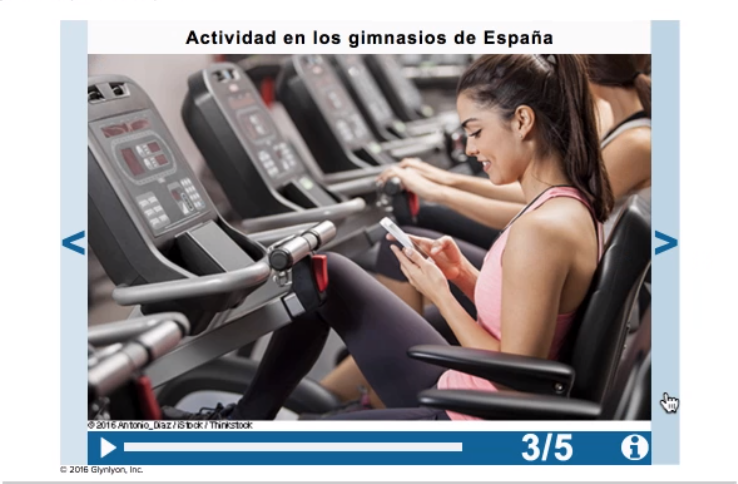 Actividad en los gimnasios de España
<
>
© 2016 Antonio_Diaz / iStock / Thinkstock
3/5
i
© 2016 Glynlyon, Inc.